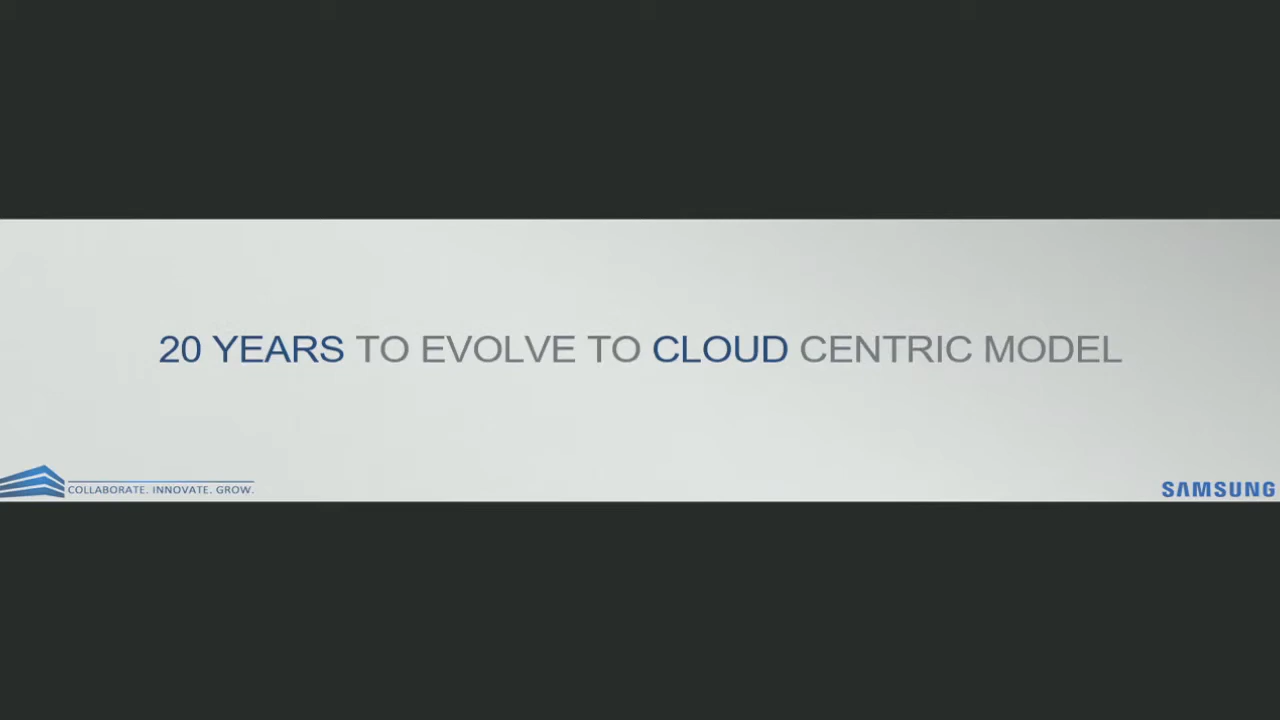 20 YEARS TO EVOLVE TO CLOUD CENTRIC MODEL
COLLABORATE. INNOVATE. GROW.
SAMSUNG